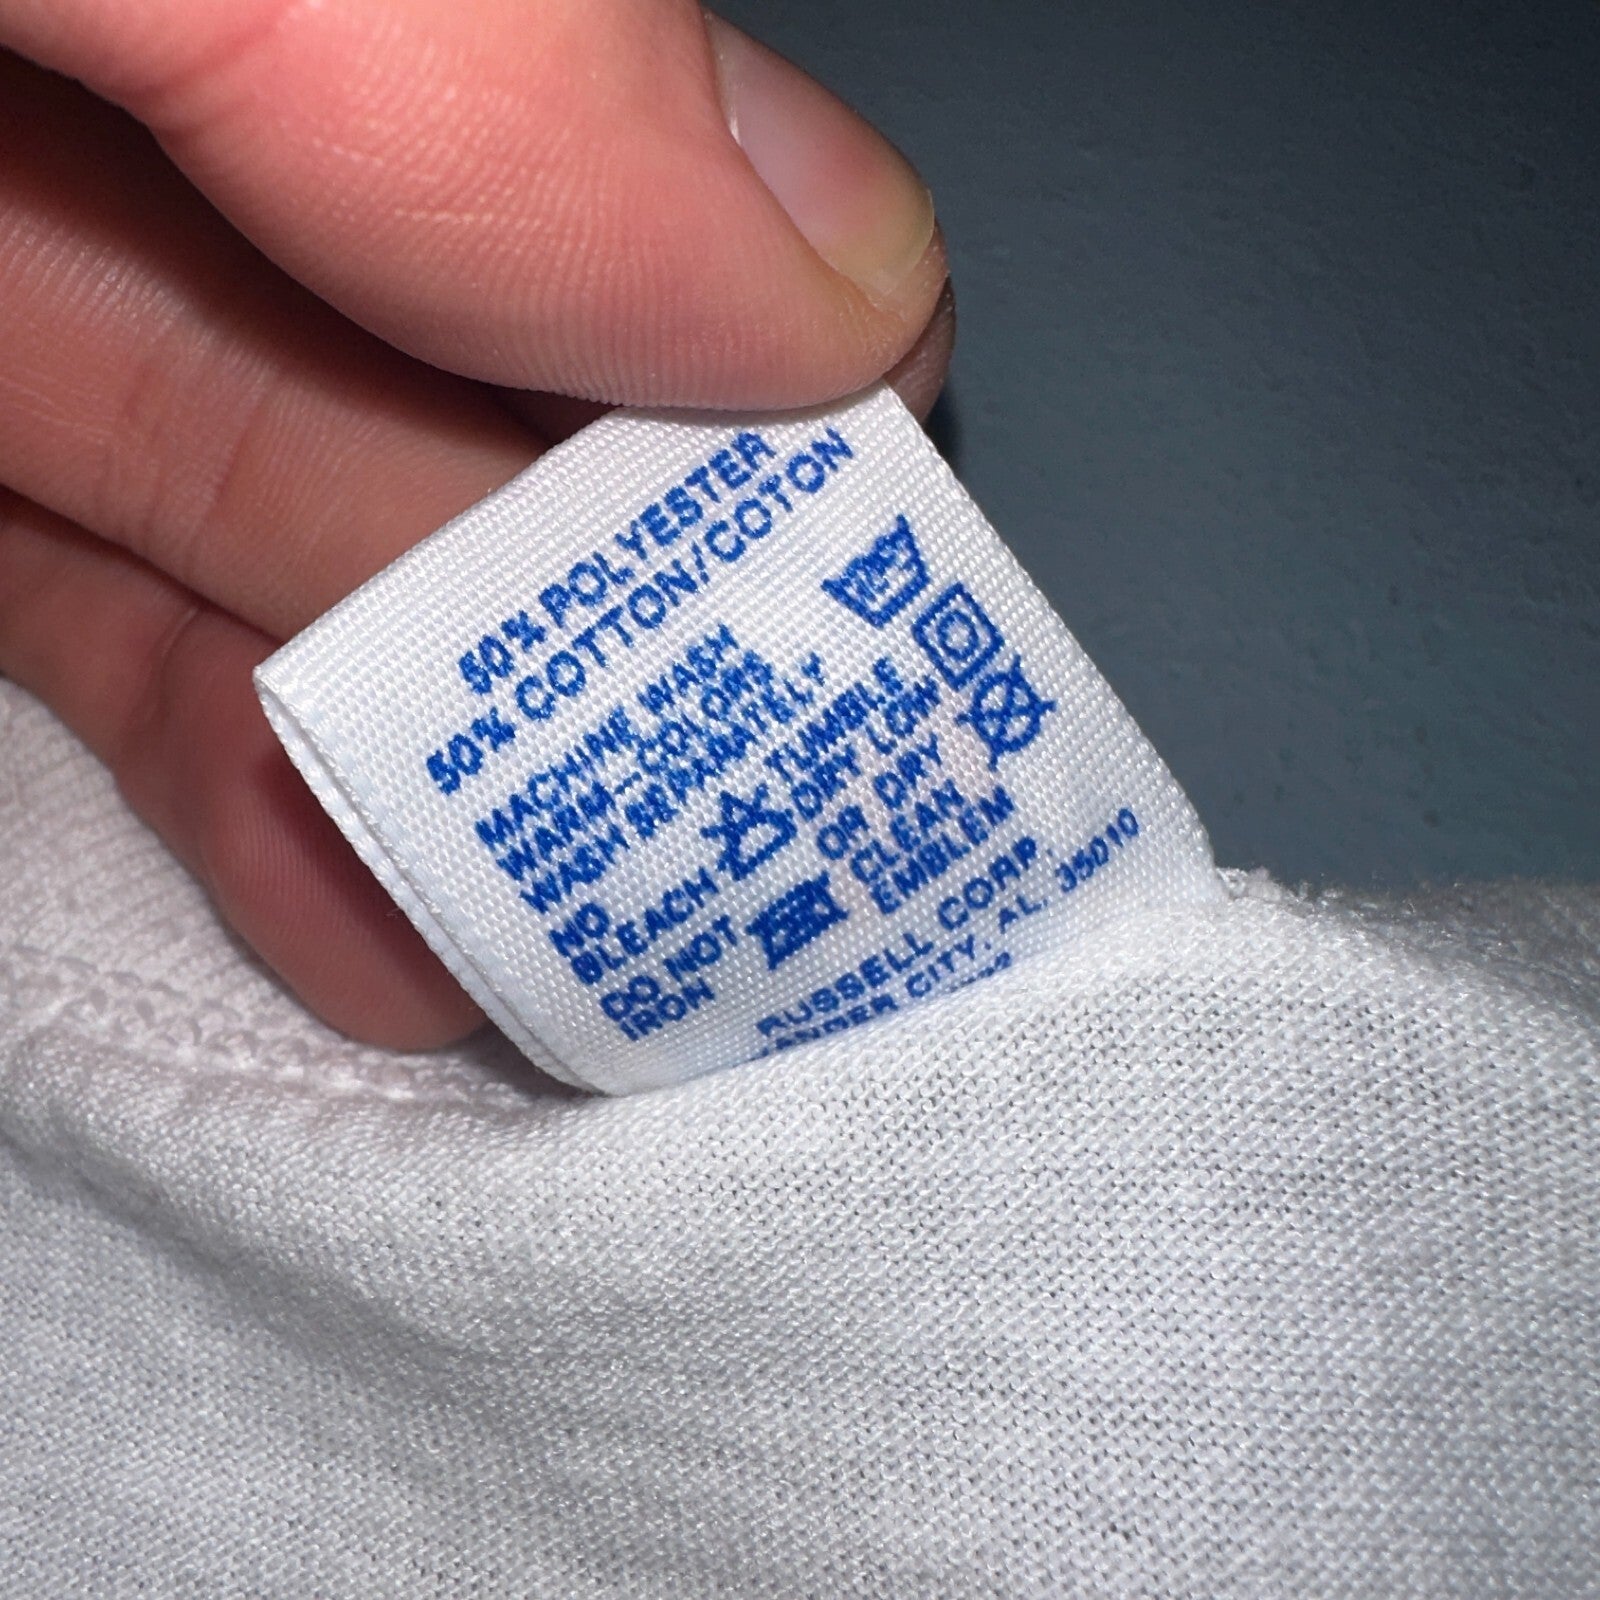 50% POLYESTER
50% COTTON/COTON
MACHINE WASH
WARM-COLORS
WASH SEPARATELY
NO
BLEACH
DO NOT
IRON
TUMBLE
DRY LOW
OR DRY
CLEAN
EMBLEM
RUSSELL CORP.
CITY, AL. 35010